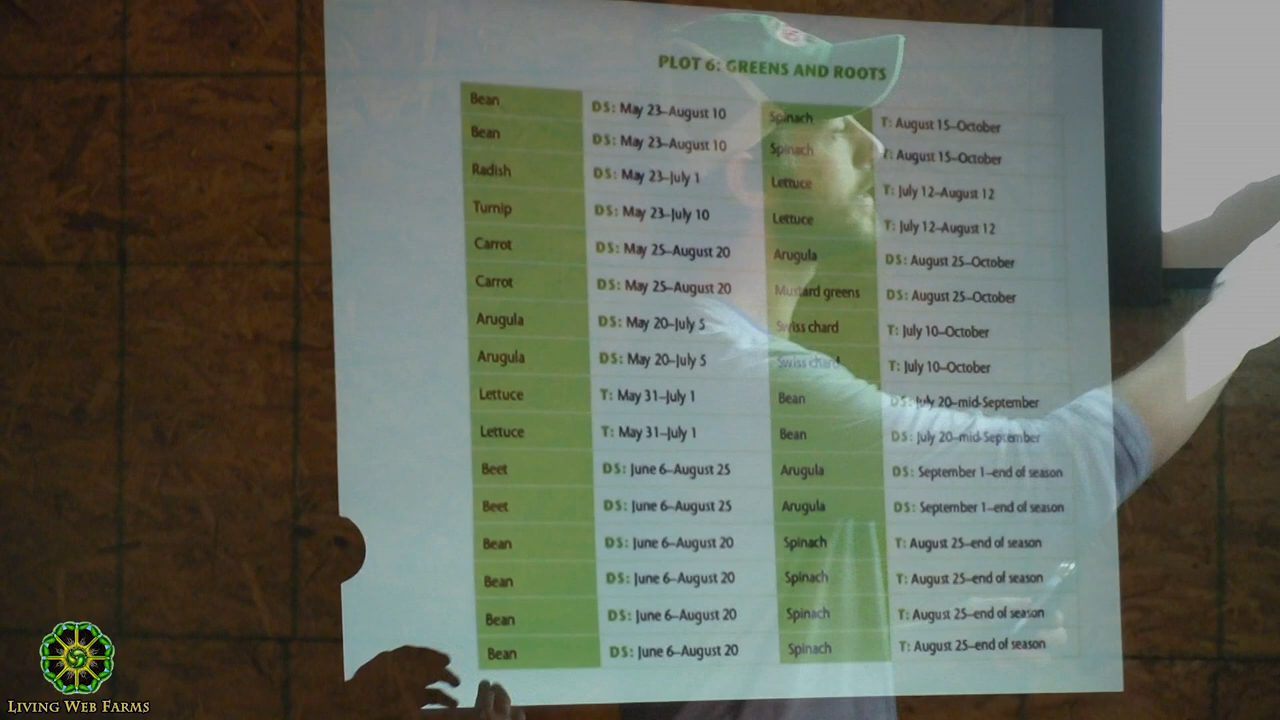 PLOT 6: GREENS AND ROOTS
Bean DS: May 23–August 10 Spinach T: August 15–October
Bean DS: May 23–August 10 Spinach T: August 15–October
Radish DS: May 23–July 1 Lettuce T: July 12–August 12
Turnip DS: May 23–July 10 Lettuce T: July 12–August 12
Carrot DS: May 25–August 20 Arugula DS: August 25–October
Carrot DS: May 25–August 20 Mustard greens DS: August 25–October
Arugula DS: May 20–July 5 Swiss chard T: July 10–October
Arugula DS: May 20–July 5 Swiss chard T: July 10–October
Lettuce T: May 31–July 1 Bean DS: July 20–mid-September
Lettuce T: May 31–July 1 Bean DS: July 20–mid-September
Beet DS: June 6–August 25 Arugula DS: September 1–end of season
Beet DS: June 6–August 25 Arugula DS: September 1–end of season
Bean DS: June 6–August 20 Spinach T: August 25–end of season
Bean DS: June 6–August 20 Spinach T: August 25–end of season
Bean DS: June 6–August 20 Spinach T: August 25–end of season
Bean DS: June 6–August 20 Spinach T: August 25–end of season
LIVING WEB FARMS